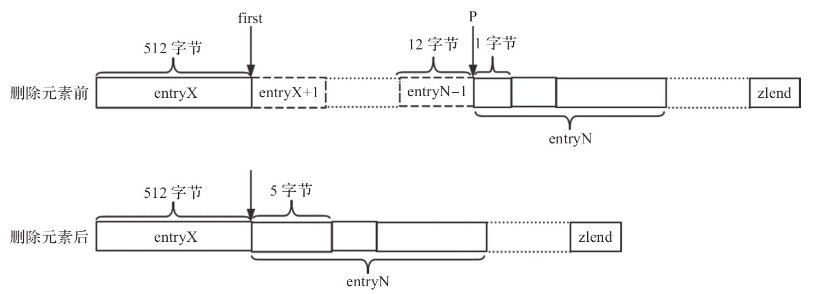 first
P
512 字节
12 字节
1 字节
删除元素前
entryX
entryX+1
entryN-1
zlend
entryN
512 字节
5 字节
删除元素后
entryX
zlend
entryN